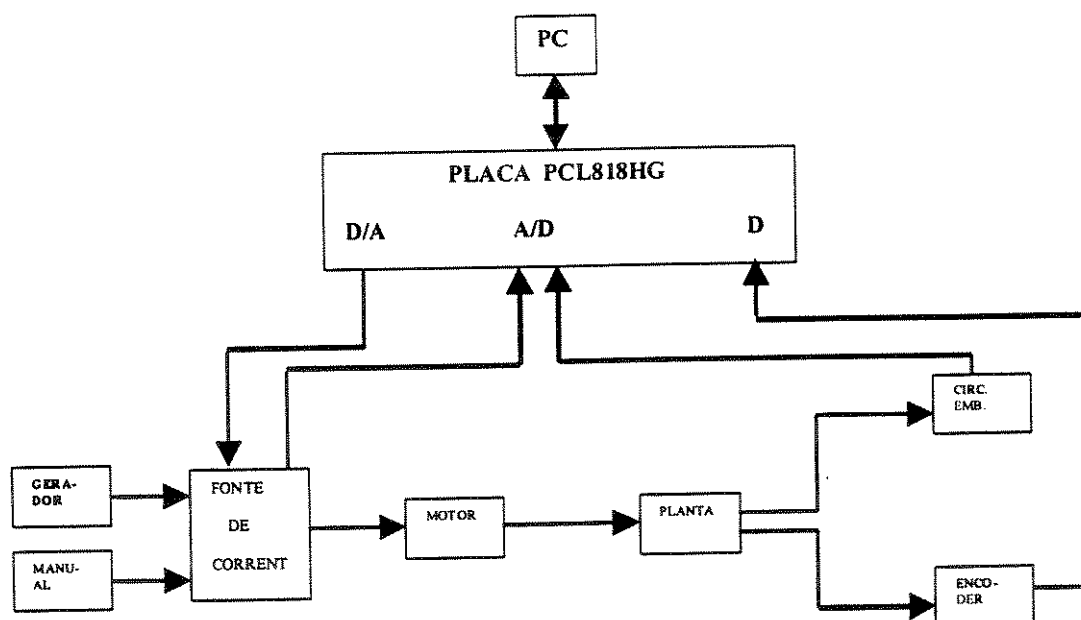 PC
PLACA PCL818HG
D/A A/D D
CIRC.
EMB.
GERA-
DOR
FONTE
DE
CORRENT
MOTOR
PLANTA
MANU-
AL
ENCO-
DER